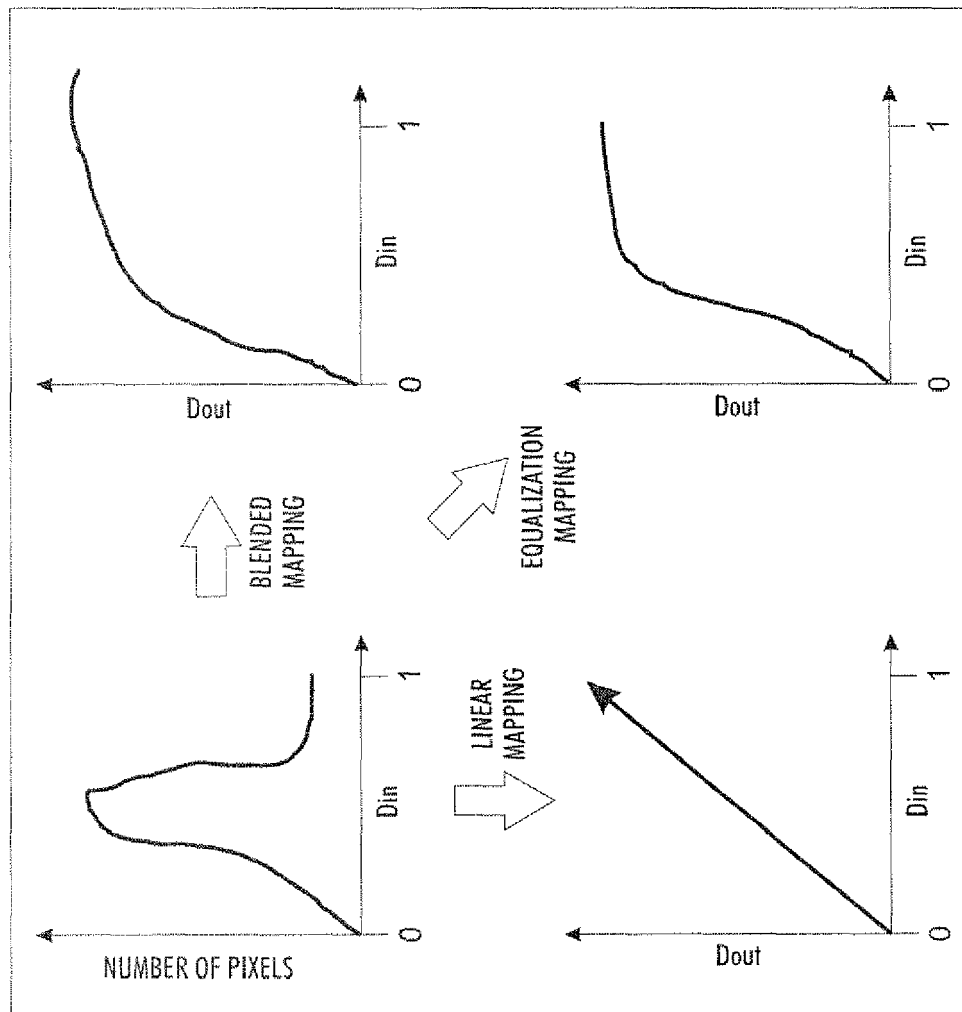 NUMBER OF PIXELS
0
Din
1
BLENDED
MAPPING
Dout
0
Din
1
LINEAR
MAPPING
EQUALIZATION
MAPPING
Dout
0
Din
1
Dout
0
Din
1